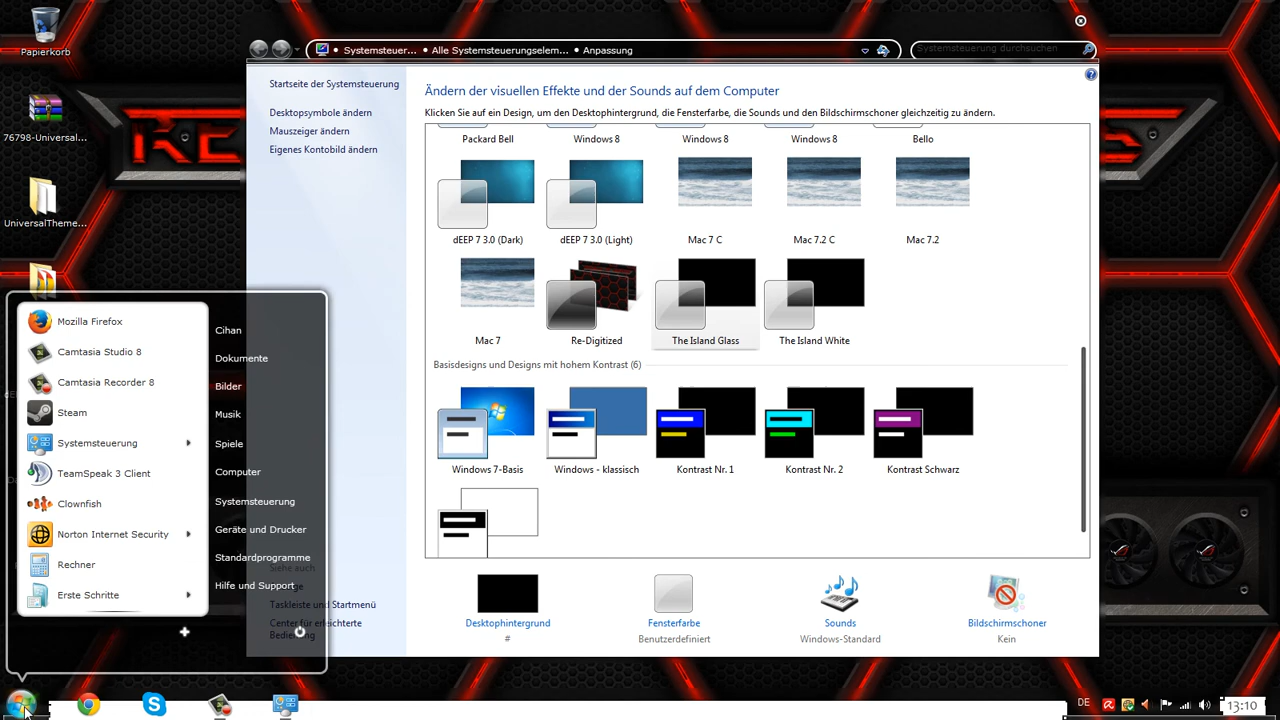 Papierkorb
76798-Universal...
UniversalTheme...
Systemsteuer...
Alle Systemsteuerungselem...
Anpassung
Systemsteuerung durchsuchen
Startseite der Systemsteuerung
Desktopsymbole ändern
Mauszeiger ändern
Eigenes Kontobild ändern
Ändern der visuellen Effekte und der Sounds auf dem Computer
Klicken Sie auf ein Design, um den Desktophintergrund, die Fensterfarbe, die Sounds und den Bildschirmschoner gleichzeitig zu ändern.
Packard Bell
Windows 8
Windows 8
Windows 8
Bello
dEEP 7 3.0 (Dark)
dEEP 7 3.0 (Light)
Mac 7 C
Mac 7.2 C
Mac 7.2
Mac 7
Re-Digitized
The Island Glass
The Island White
Basisdesigns und Designs mit hohem Kontrast (6)
Windows 7-Basis
Windows - klassisch
Kontrast Nr. 1
Kontrast Nr. 2
Kontrast Schwarz
Desktophintergrund
#
Fensterfarbe
Benutzerdefiniert
Sounds
Windows-Standard
Bildschirmschoner
Kein
Mozilla Firefox
Camtasia Studio 8
Camtasia Recorder 8
Steam
Systemsteuerung
TeamSpeak 3 Client
Clownfish
Norton Internet Security
Rechner
Erste Schritte
Cihan
Dokumente
Bilder
Musik
Spiele
Computer
Systemsteuerung
Geräte und Drucker
Standardprogramme
Siehe auch
Hilfe und Support
Taskleiste und Startmenü
Center für erleichterte
Bedienung
DE
13:10